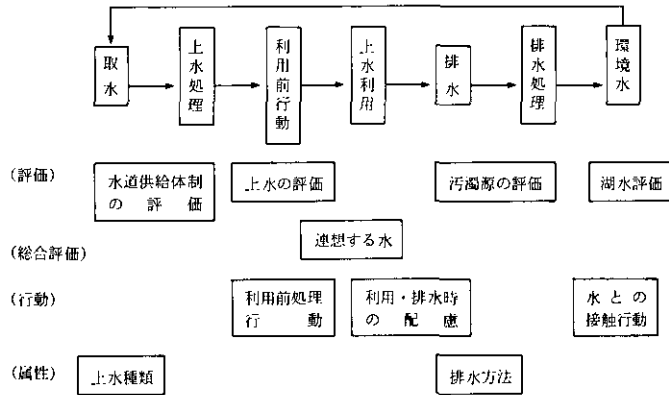 取水
上水処理
利用前行動
上水利用
排水
排水処理
環境水
(評価)
水道供給体制
の評価
上水の評価
汚濁源の評価
湖水評価
(総合評価)
連想する水
(行動)
利用前処理
行動
利用・排水時
の配慮
水との
接触行動
(属性)
上水種類
排水方法